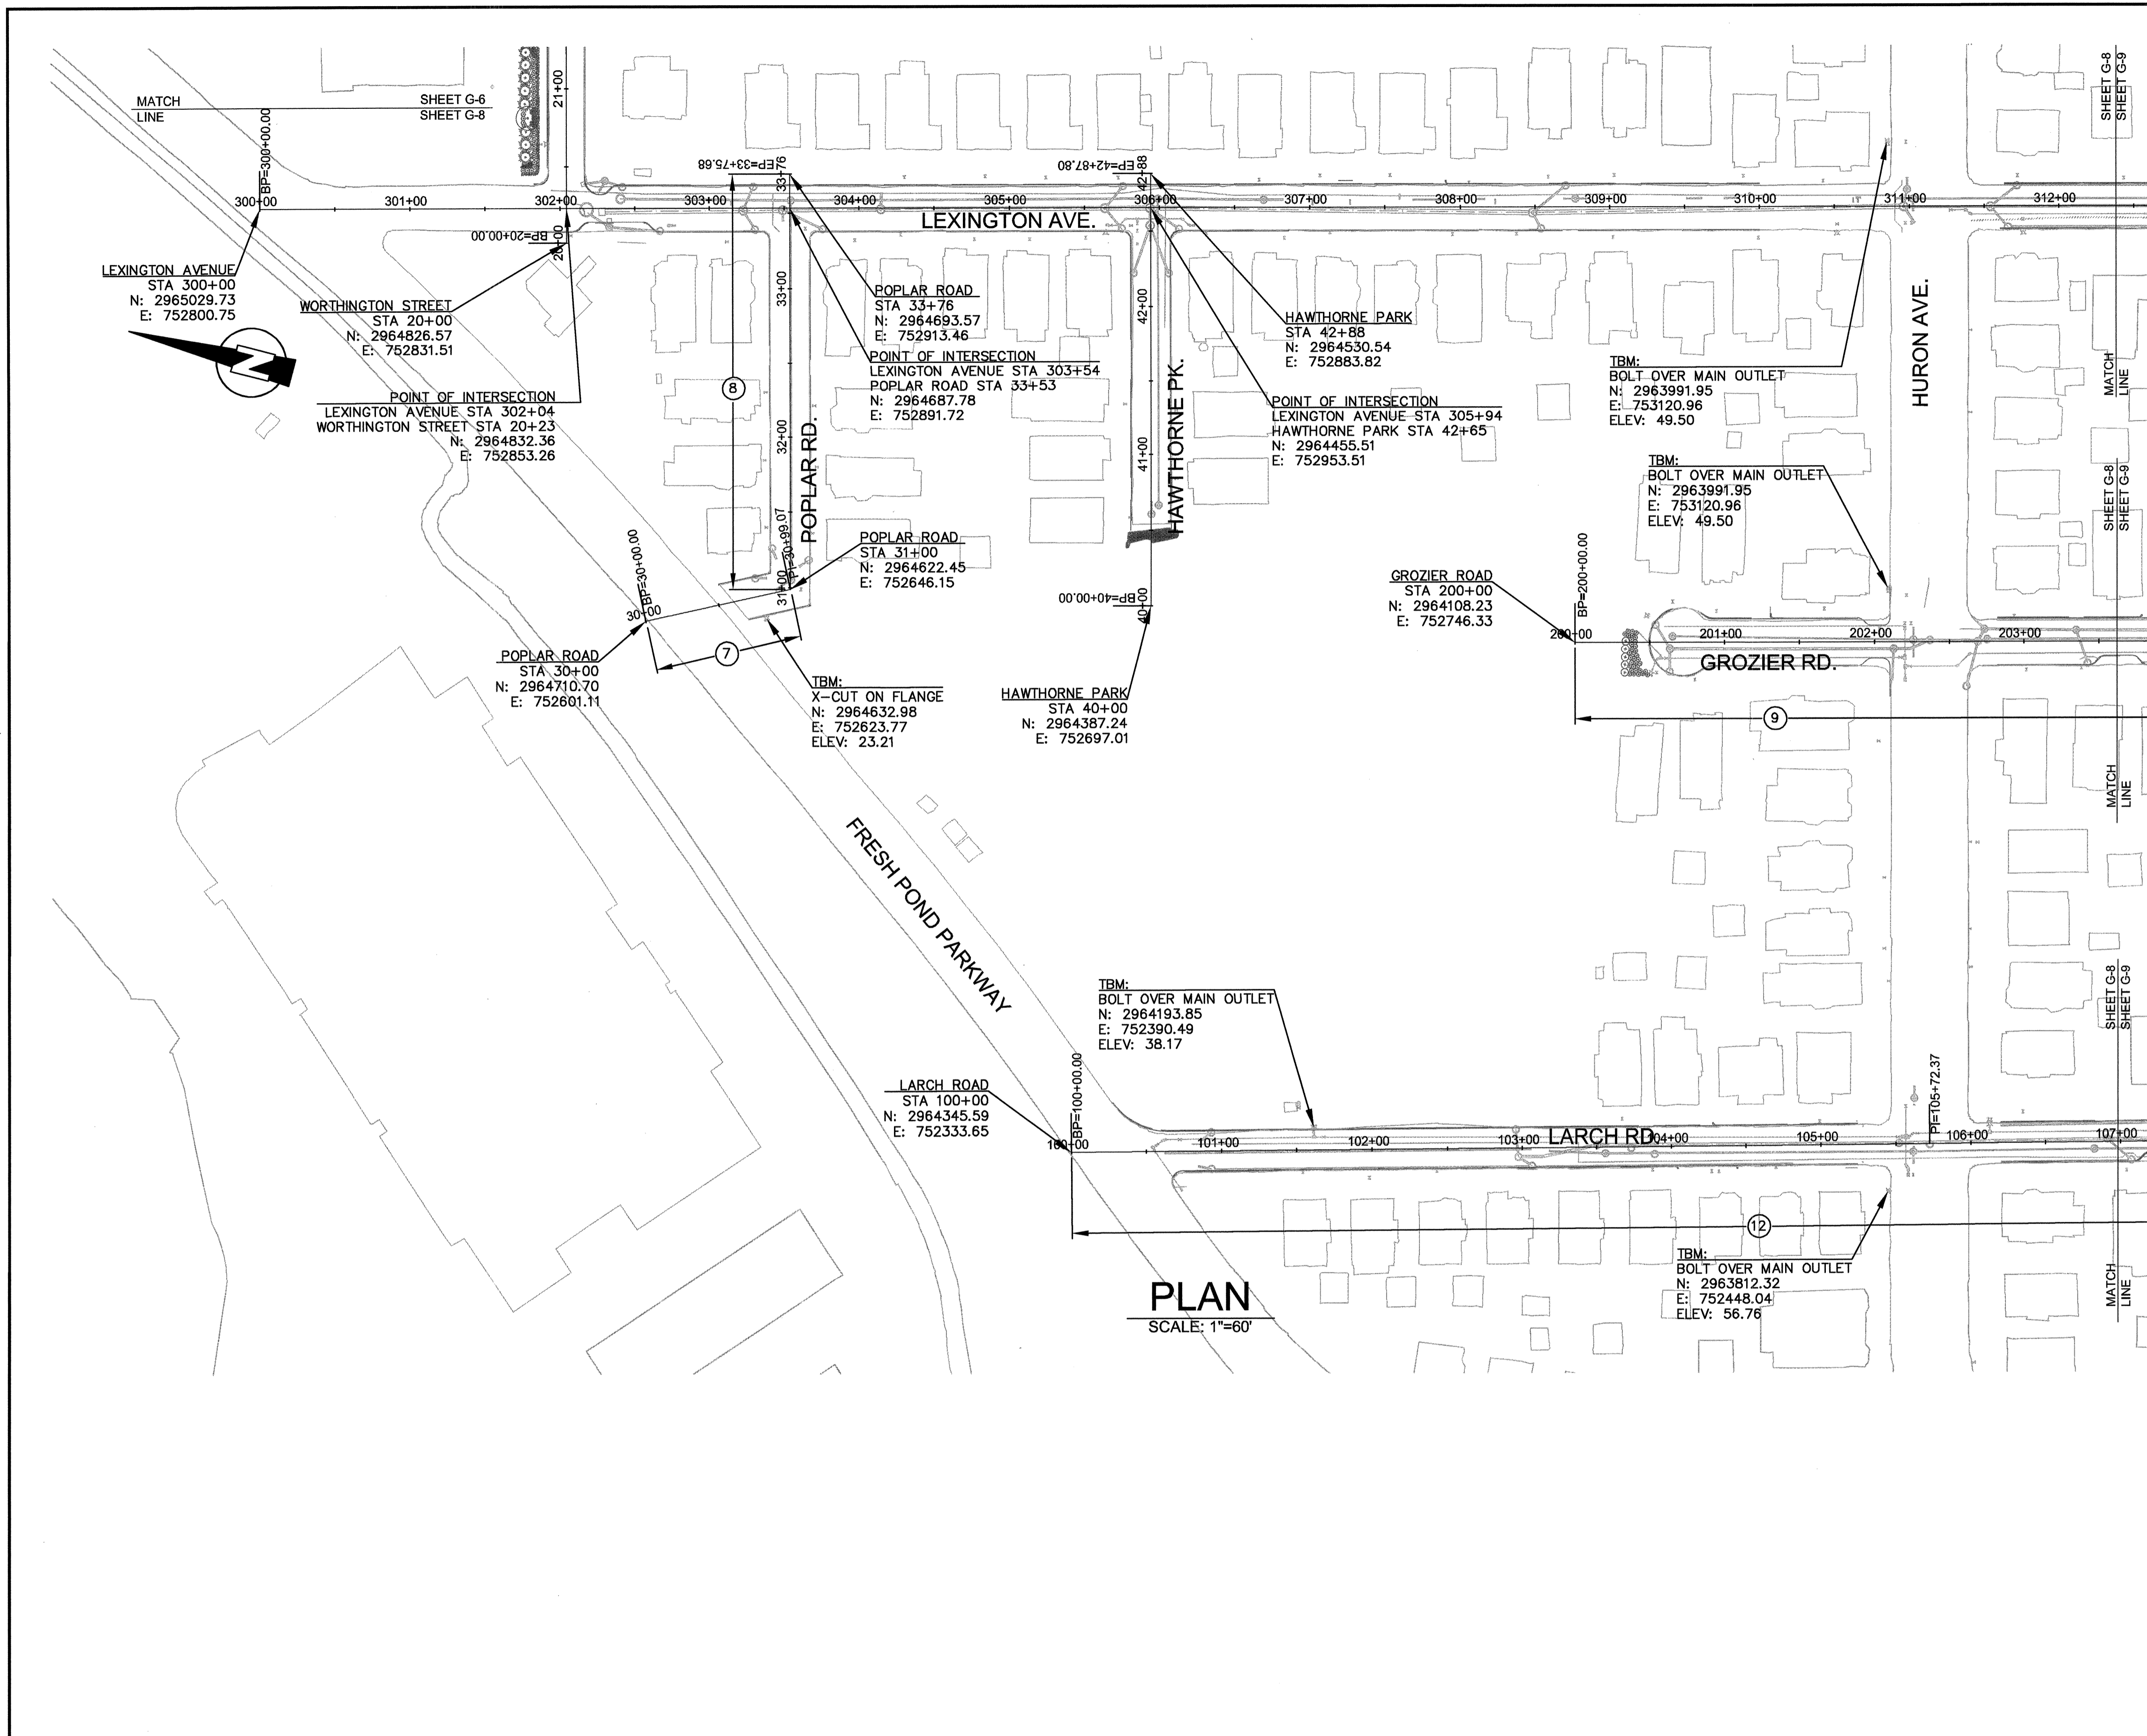 MATCH
LINE
SHEET G-6
SHEET G-8
21+00
BP=300+00.00
300+00
301+00
302+00
303+00
304+00
305+00
306+00
307+00
308+00
309+00
310+00
311+00
312+00
SHEET G-8
SHEET G-9
BP=20+00.00
20+00
EP=33+75.68
33+76
EP=42+87.80
42+88
LEXINGTON AVE.
LEXINGTON AVENUE
STA 300+00
N: 2965029.73
E: 752800.75
WORTHINGTON STREET
STA 20+00
N: 2964826.57
E: 752831.51
N
POINT OF INTERSECTION
LEXINGTON AVENUE STA 302+04
WORTHINGTON STREET STA 20+23
N: 2964832.36
E: 752853.26
33+00
32+00
8
POPLAR RD.
POPLAR ROAD
STA 33+76
N: 2964693.57
E: 752913.46
POINT OF INTERSECTION
LEXINGTON AVENUE STA 303+54
POPLAR ROAD STA 33+53
N: 2964687.78
E: 752891.72
42+00
41+00
HAWTHORNE PK.
HAWTHORNE PARK
STA 42+88
N: 2964530.54
E: 752883.82
POINT OF INTERSECTION
LEXINGTON AVENUE STA 305+94
HAWTHORNE PARK STA 42+65
N: 2964455.51
E: 752953.51
TBM:
BOLT OVER MAIN OUTLET
N: 2963991.95
E: 753120.96
ELEV: 49.50
HURON AVE.
MATCH
LINE
TBM:
BOLT OVER MAIN OUTLET
N: 2963991.95
E: 753120.96
ELEV: 49.50
SHEET G-8
SHEET G-9
PI=30+99.07
31+00
POPLAR ROAD
STA 31+00
N: 2964622.45
E: 752646.15
BP=30+00.00
30+00
7
POPLAR ROAD
STA 30+00
N: 2964710.70
E: 752601.11
TBM:
X-CUT ON FLANGE
N: 2964632.98
E: 752623.77
ELEV: 23.21
BP=40+00.00
40+00
HAWTHORNE PARK
STA 40+00
N: 2964387.24
E: 752697.01
GROZIER ROAD
STA 200+00
N: 2964108.23
E: 752746.33
BP=200+00.00
200+00
201+00
202+00
203+00
GROZIER RD.
9
MATCH
LINE
FRESH POND PARKWAY
TBM:
BOLT OVER MAIN OUTLET
N: 2964193.85
E: 752390.49
ELEV: 38.17
SHEET G-8
SHEET G-9
LARCH ROAD
STA 100+00
N: 2964345.59
E: 752333.65
BP=100+00.00
100+00
101+00
102+00
103+00
LARCH RD.
104+00
105+00
PI=105+72.37
106+00
107+00
12
TBM:
BOLT OVER MAIN OUTLET
N: 2963812.32
E: 752448.04
ELEV: 56.76
MATCH
LINE
PLAN
SCALE: 1"=60'